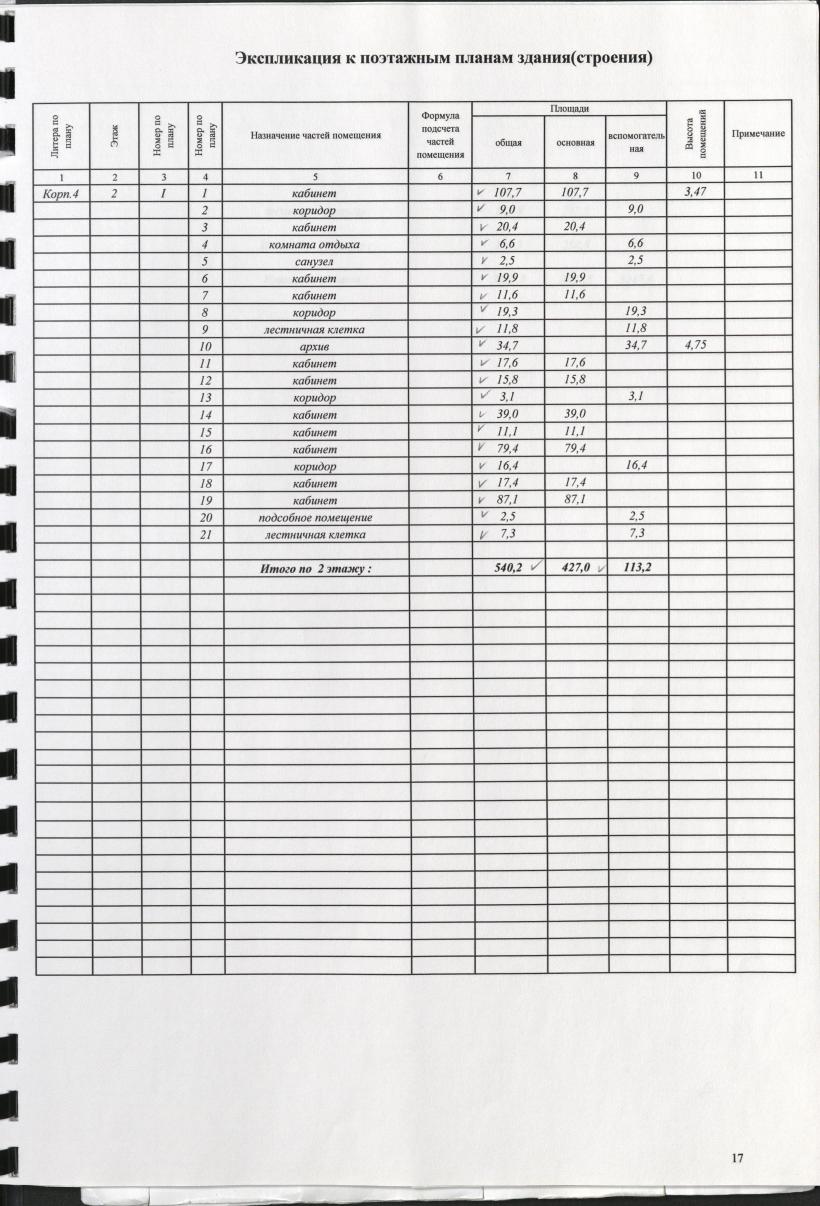 Экспликация к поэтажным планам здания(строения)
Литера по плану | Этаж | Номер по плану | Номер по плану | Назначение частей помещения | Формула подсчета частей помещения | Площади | Высота помещений | Примечание
общая | основная | вспомогатель ная
1 2 3 4 5 6 7 8 9 10 11
Корп.4 2 I 1 кабинет ✓ 107,7 107,7 3,47
2 коридор ✓ 9,0 9,0
3 кабинет ✓ 20,4 20,4
4 комната отдыха ✓ 6,6 6,6
5 санузел ✓ 2,5 2,5
6 кабинет ✓ 19,9 19,9
7 кабинет ✓ 11,6 11,6
8 коридор ✓ 19,3 19,3
9 лестничная клетка ✓ 11,8 11,8
10 архив ✓ 34,7 34,7 4,75
11 кабинет ✓ 17,6 17,6
12 кабинет ✓ 15,8 15,8
13 коридор ✓ 3,1 3,1
14 кабинет ✓ 39,0 39,0
15 кабинет ✓ 11,1 11,1
16 кабинет ✓ 79,4 79,4
17 коридор ✓ 16,4 16,4
18 кабинет ✓ 17,4 17,4
19 кабинет ✓ 87,1 87,1
20 подсобное помещение ✓ 2,5 2,5
21 лестничная клетка ✓ 7,3 7,3
Итого по 2 этажу : 540,2 ✓ 427,0 ✓ 113,2
17